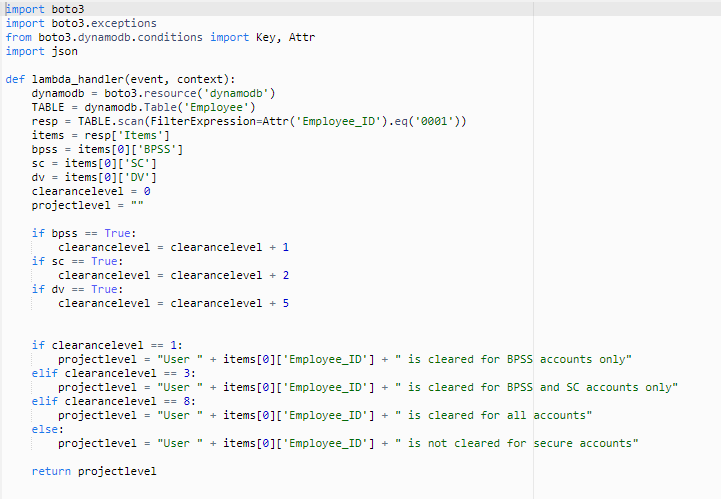 import boto3
import boto3.exceptions
from boto3.dynamodb.conditions import Key, Attr
import json

def lambda_handler(event, context):
    dynamodb = boto3.resource('dynamodb')
    TABLE = dynamodb.Table('Employee')
    resp = TABLE.scan(FilterExpression=Attr('Employee_ID').eq('0001'))
    items = resp['Items']
    bpss = items[0]['BPSS']
    sc = items[0]['SC']
    dv = items[0]['DV']
    clearancelevel = 0
    projectlevel = ""

    if bpss == True:
        clearancelevel = clearancelevel + 1
    if sc == True:
        clearancelevel = clearancelevel + 2
    if dv == True:
        clearancelevel = clearancelevel + 5


    if clearancelevel == 1:
        projectlevel = "User " + items[0]['Employee_ID'] + " is cleared for BPSS accounts only"
    elif clearancelevel == 3:
        projectlevel = "User " + items[0]['Employee_ID'] + " is cleared for BPSS and SC accounts only"
    elif clearancelevel == 8:
        projectlevel = "User " + items[0]['Employee_ID'] + " is cleared for all accounts"
    else:
        projectlevel = "User " + items[0]['Employee_ID'] + " is not cleared for secure accounts"

    return projectlevel